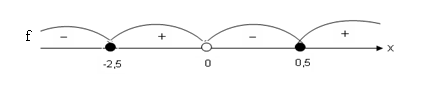 f − + − + x
-2,5 0 0,5